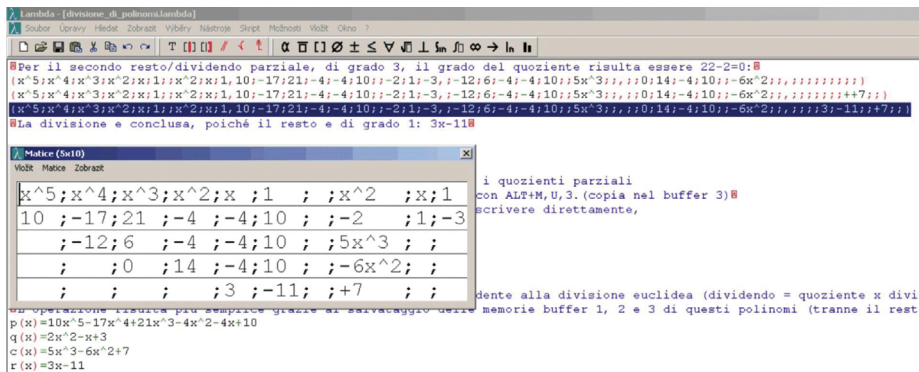 Lambda - [divisione_di_polinomi.lambda]
Soubor Úpravy Hledat Zobrazit Výběry Nástroje Skript Možnosti Vložit Okno ?
Per il secondo resto/dividendo parziale, di grado 3, il grado del quoziente risulta essere 22-2=0:
(x^5;x^4;x^3;x^2;x;1;;x^2;x;1,10;-17;21;-4;-4;10;;-2;1;-3,;-12;6;-4;-4;10;;5x^3;;,;;0;14;-4;10;;-6x^2;;,;;;;;;;;;)
(x^5;x^4;x^3;x^2;x;1;;x^2;x;1,10;-17;21;-4;-4;10;;-2;1;-3,;-12;6;-4;-4;10;;5x^3;;,;;0;14;-4;10;;-6x^2;;,;;;;;;;++7;;)
(x^5;x^4;x^3;x^2;x;1;;x^2;x;1,10;-17;21;-4;-4;10;;-2;1;-3,;-12;6;-4;-4;10;;5x^3;;,;;0;14;-4;10;;-6x^2;;,;;;;3;-11;;+7;;)
La divisione e conclusa, poiché il resto e di grado 1: 3x-11
Matice (5x10)
Vložit Matice Zobrazit
i quozienti parziali
x^5;x^4;x^3;x^2;x ;1 ; ;x^2 ;x;1
con ALT+M,U,3.(copia nel buffer 3)
10 ;-17;21 ;-4 ;-4;10 ; ;-2 ;1;-3
scrivere direttamente,
;-12;6 ;-4 ;-4;10 ; ;5x^3 ; ;
; ;0 ;14 ;-4;10 ; ;-6x^2; ;
; ; ; ;3 ;-11; ;+7 ; ;
dente alla divisione euclidea (dividendo = quoziente x divi
L'operazione risulta più semplice grazie al salvataggio delle memorie buffer 1, 2 e 3 di questi polinomi (tranne il rest
p(x)=10x^5-17x^4+21x^3-4x^2-4x+10
q(x)=2x^2-x+3
c(x)=5x^3-6x^2+7
r(x)=3x-11